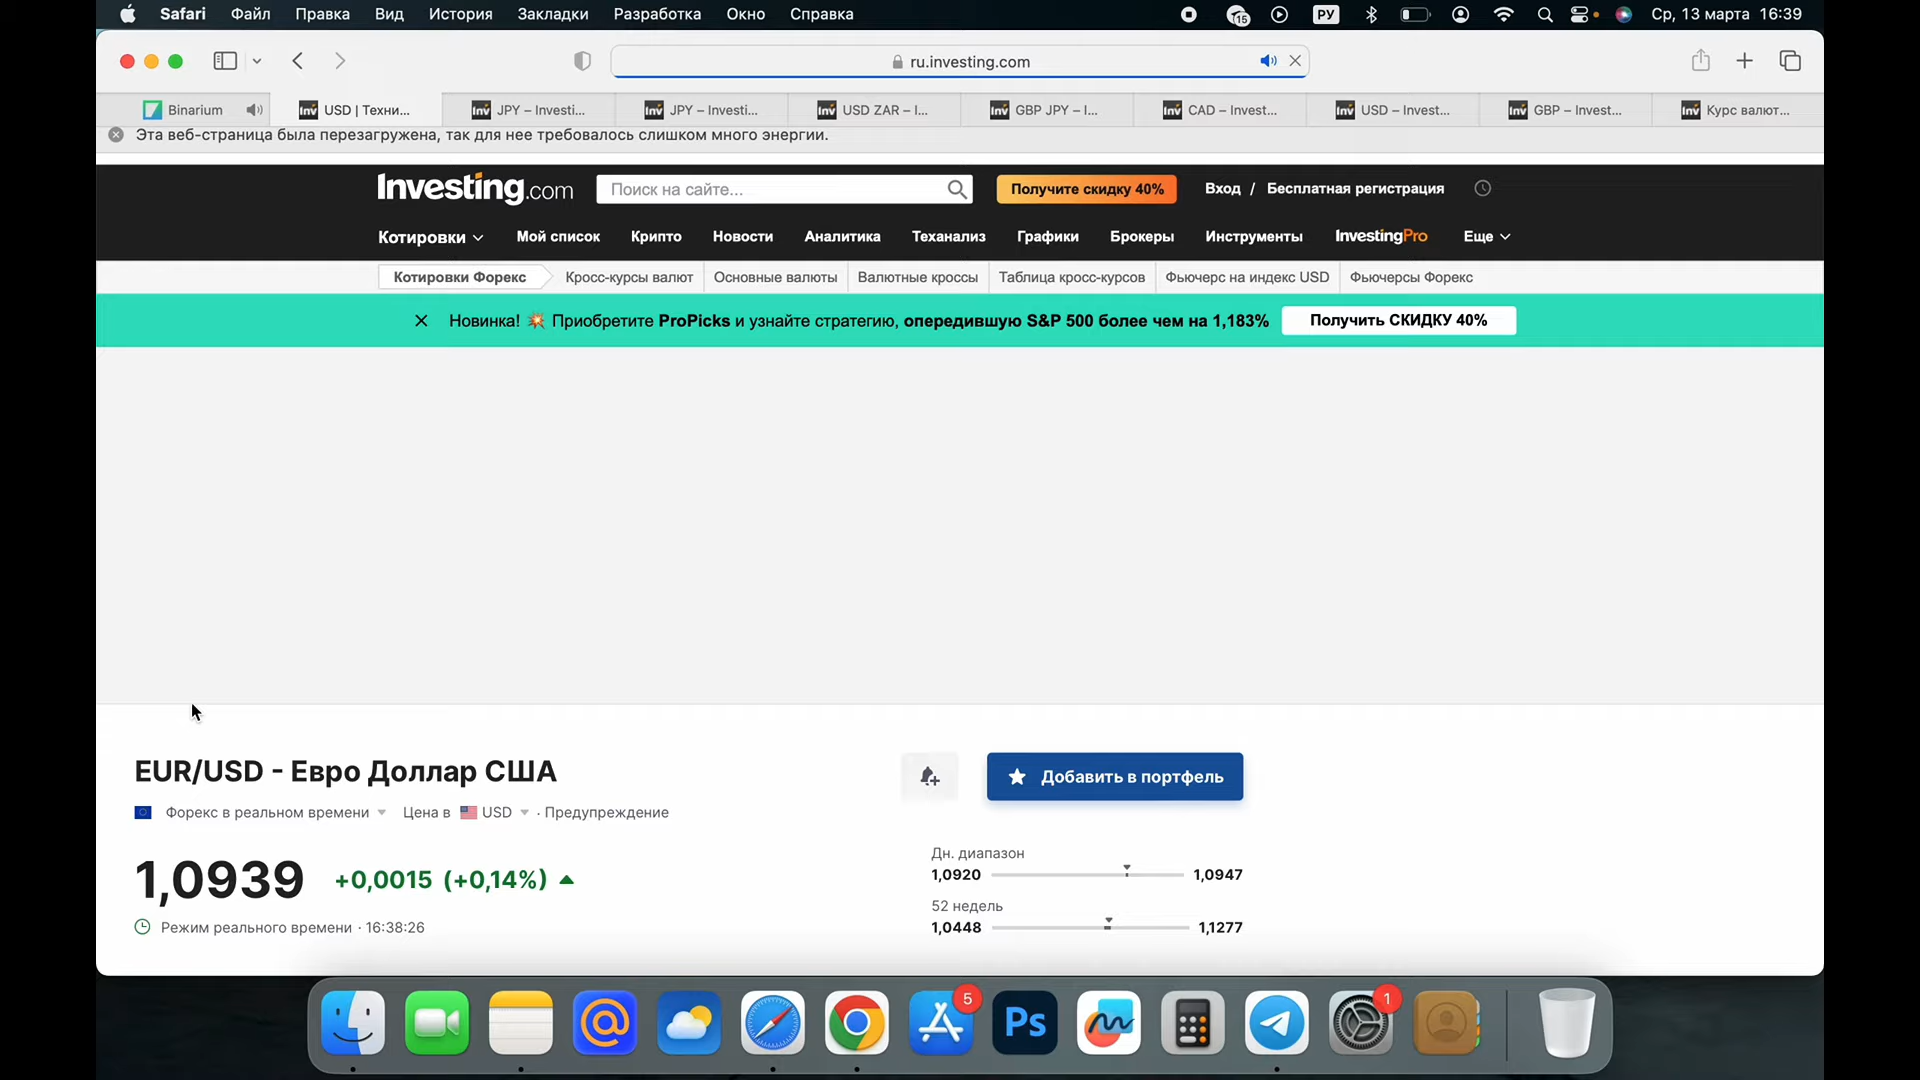 Safari Файл Правка Вид История Закладки Разработка Окно Справка 15 РУ Ср, 13 марта 16:39
ru.investing.com
Binarium USD | Техни... JPY – Investi... JPY – Investi... USD ZAR – I... GBP JPY – I... CAD – Invest... USD – Invest... GBP – Invest... Курс валют...
Эта веб-страница была перезагружена, так для нее требовалось слишком много энергии.
Investing.com Поиск на сайте... Получите скидку 40% Вход / Бесплатная регистрация
Котировки Мой список Крипто Новости Аналитика Теханализ Графики Брокеры Инструменты InvestingPro Еще
Котировки Форекс Кросс-курсы валют Основные валюты Валютные кроссы Таблица кросс-курсов Фьючерс на индекс USD Фьючерсы Форекс
Новинка! 💥 Приобретите ProPicks и узнайте стратегию, опередившую S&P 500 более чем на 1,183% Получить СКИДКУ 40%
EUR/USD - Евро Доллар США
Добавить в портфель
Форекс в реальном времени Цена в USD · Предупреждение
1,0939 +0,0015 (+0,14%)
Дн. диапазон
1,0920 1,0947
52 недель
1,0448 1,1277
Режим реального времени · 16:38:26
5 Ps 1